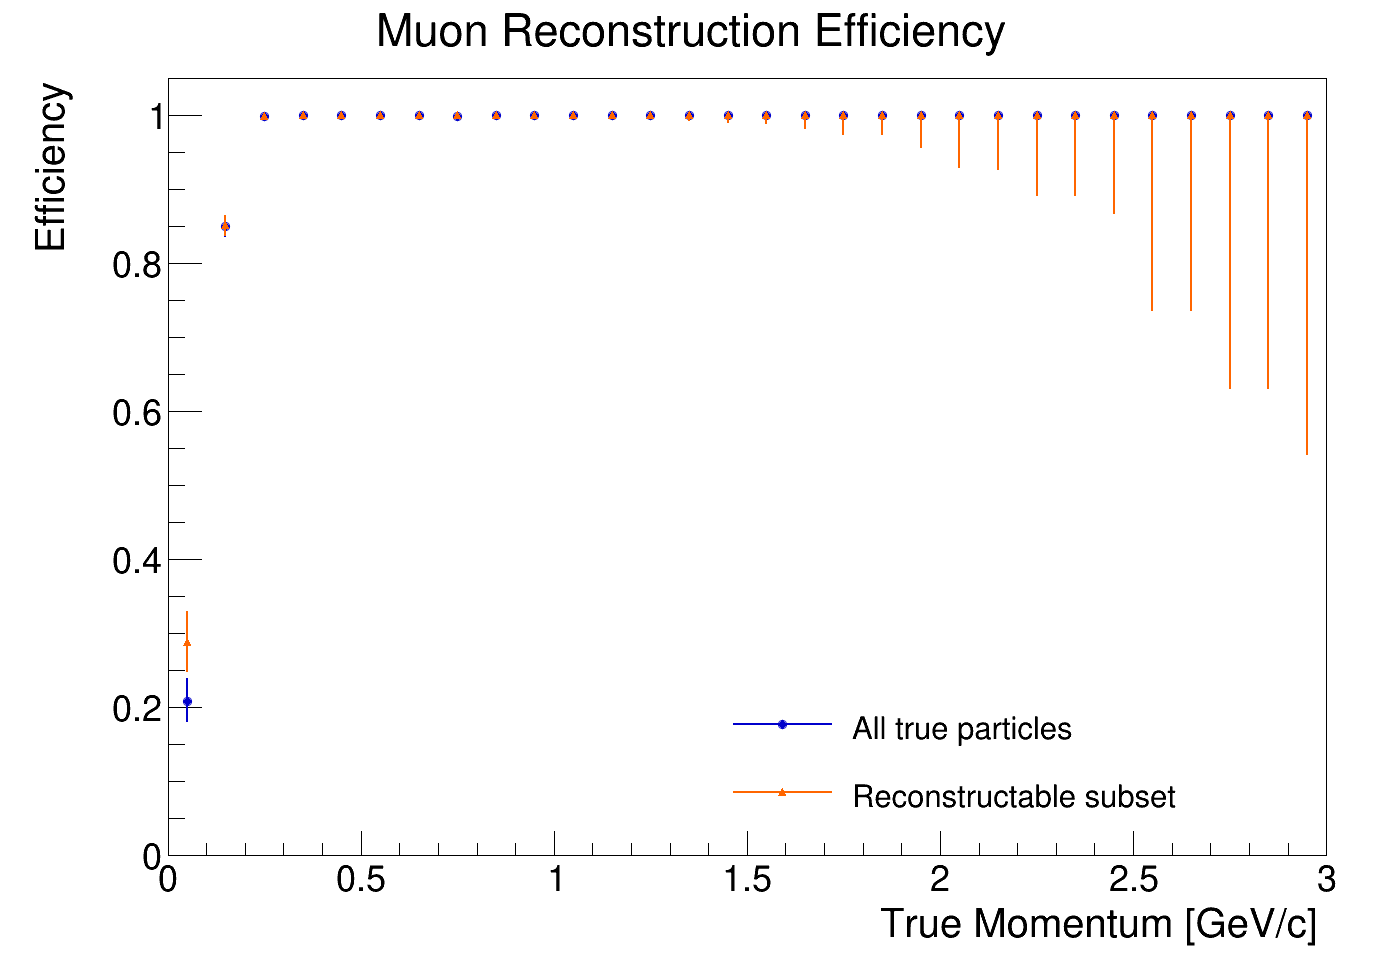 Muon Reconstruction Efficiency
Efficiency
1
0.8
0.6
0.4
0.2
0
0 0.5 1 1.5 2 2.5 3
True Momentum [GeV/c]
All true particles
Reconstructable subset